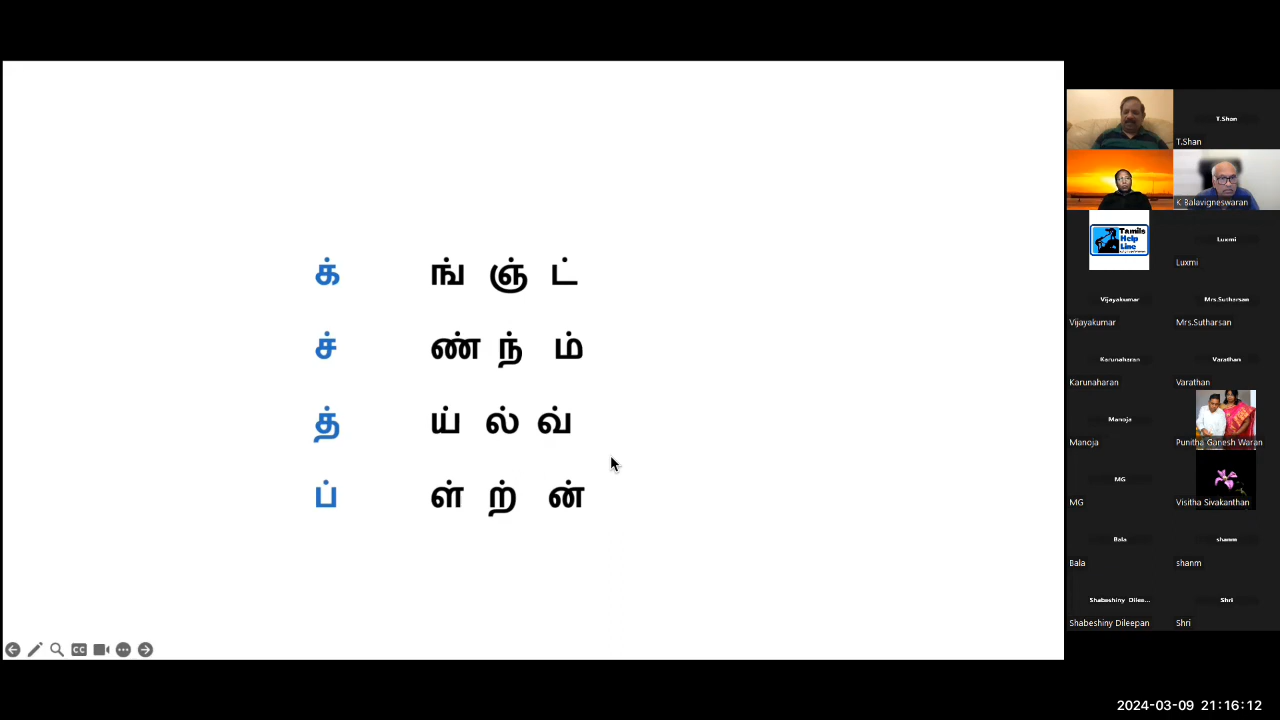 க் ங் ஞ் ட்
ச் ண் ந் ம்
த் ய் ல் வ்
ப் ள் ற் ன்
CC
T.Shan
T.Shan
K Balavigneswaran
Tamils
Help
Line
Luxmi
Luxmi
Vijayakumar Mrs.Sutharsan
Vijayakumar Mrs.Sutharsan
Karunaharan Varathan
Karunaharan Varathan
Manoja
Manoja Punitha Ganesh Waran
MG
MG Visitha Sivakanthan
Bala shanm
Bala shanm
Shabeshiny Dilee... Shri
Shabeshiny Dileepan Shri
2024-03-09 21:16:12